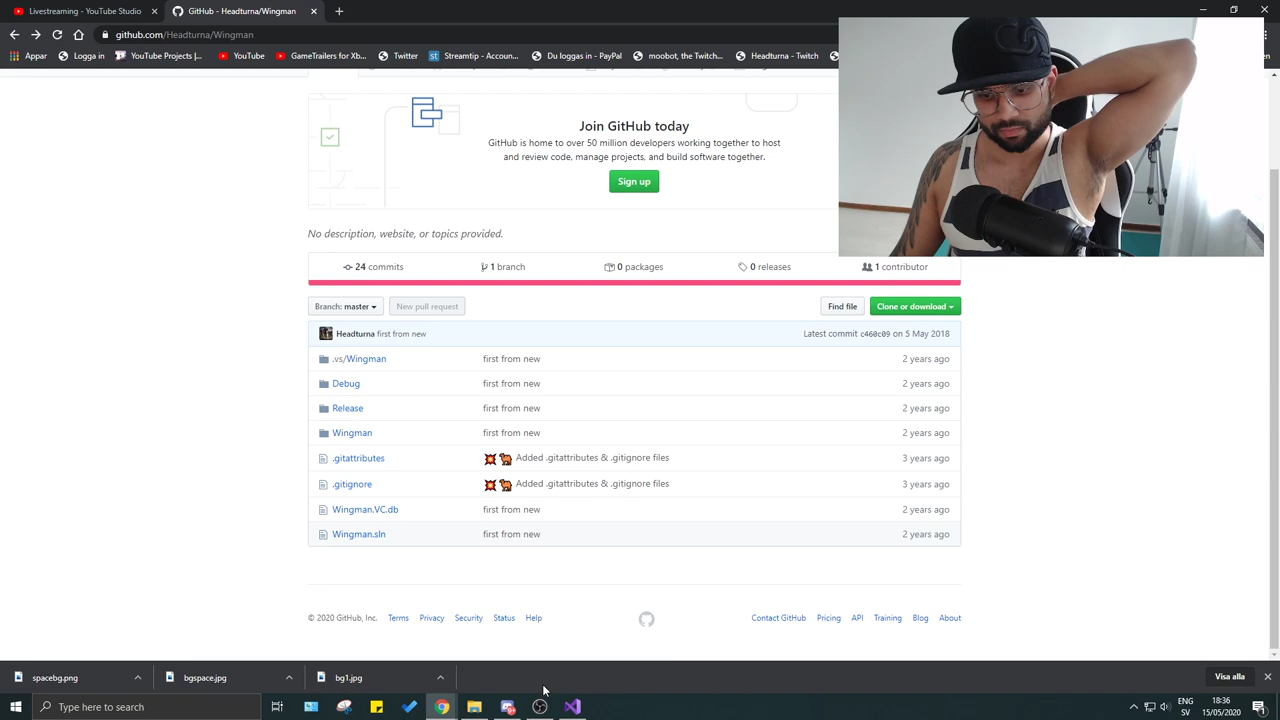 Livestreaming - YouTube
GitHub - Headturna/Wingman
github.com/Headturna/Wingman
Appar
Logga in
YouTube Projects |...
YouTube
GameTrailers for Xb...
Twitter
Streamtip - Accoun...
Du loggas in - Paypal
moobot, the Twitch...
Headturna - Twitch
Join GitHub today
GitHub is home to over 50 million developers working together to host
and review code, manage projects, and build software together.
Sign up
No description, website, or topics provided.
24 commits
1 branch
0 packages
0 releases
1 contributor
Branch: master
New pull request
Find file
Clone or download
Headturna first from new
Latest commit c460c09 on 5 May 2018
.vs/Wingman first from new 2 years ago
Debug first from new 2 years ago
Release first from new 2 years ago
Wingman first from new 2 years ago
.gitattributes Added .gitattributes & .gitignore files 3 years ago
.gitignore Added .gitattributes & .gitignore files 3 years ago
Wingman.VC.db first from new 2 years ago
Wingman.sln first from new 2 years ago
© 2020 GitHub, Inc. Terms Privacy Security Status Help
Contact GitHub Pricing API Training Blog About
spacebg.png
bgspace.jpg
bg1.jpg
Visa alla
Type here to search
ENG
SV
18:36
15/05/2020